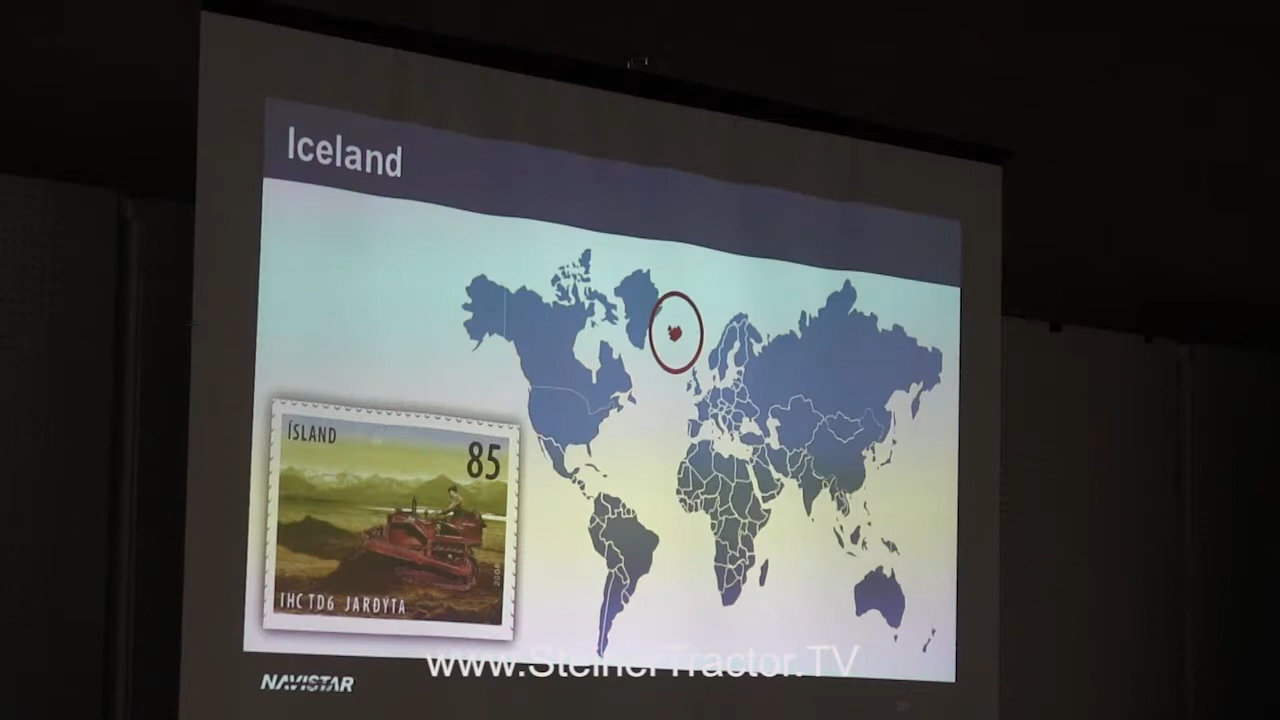 Iceland
ÍSLAND
85
IHC TD6 JARÐÝTA
www.SteinerTractor.TV
NAVISTAR